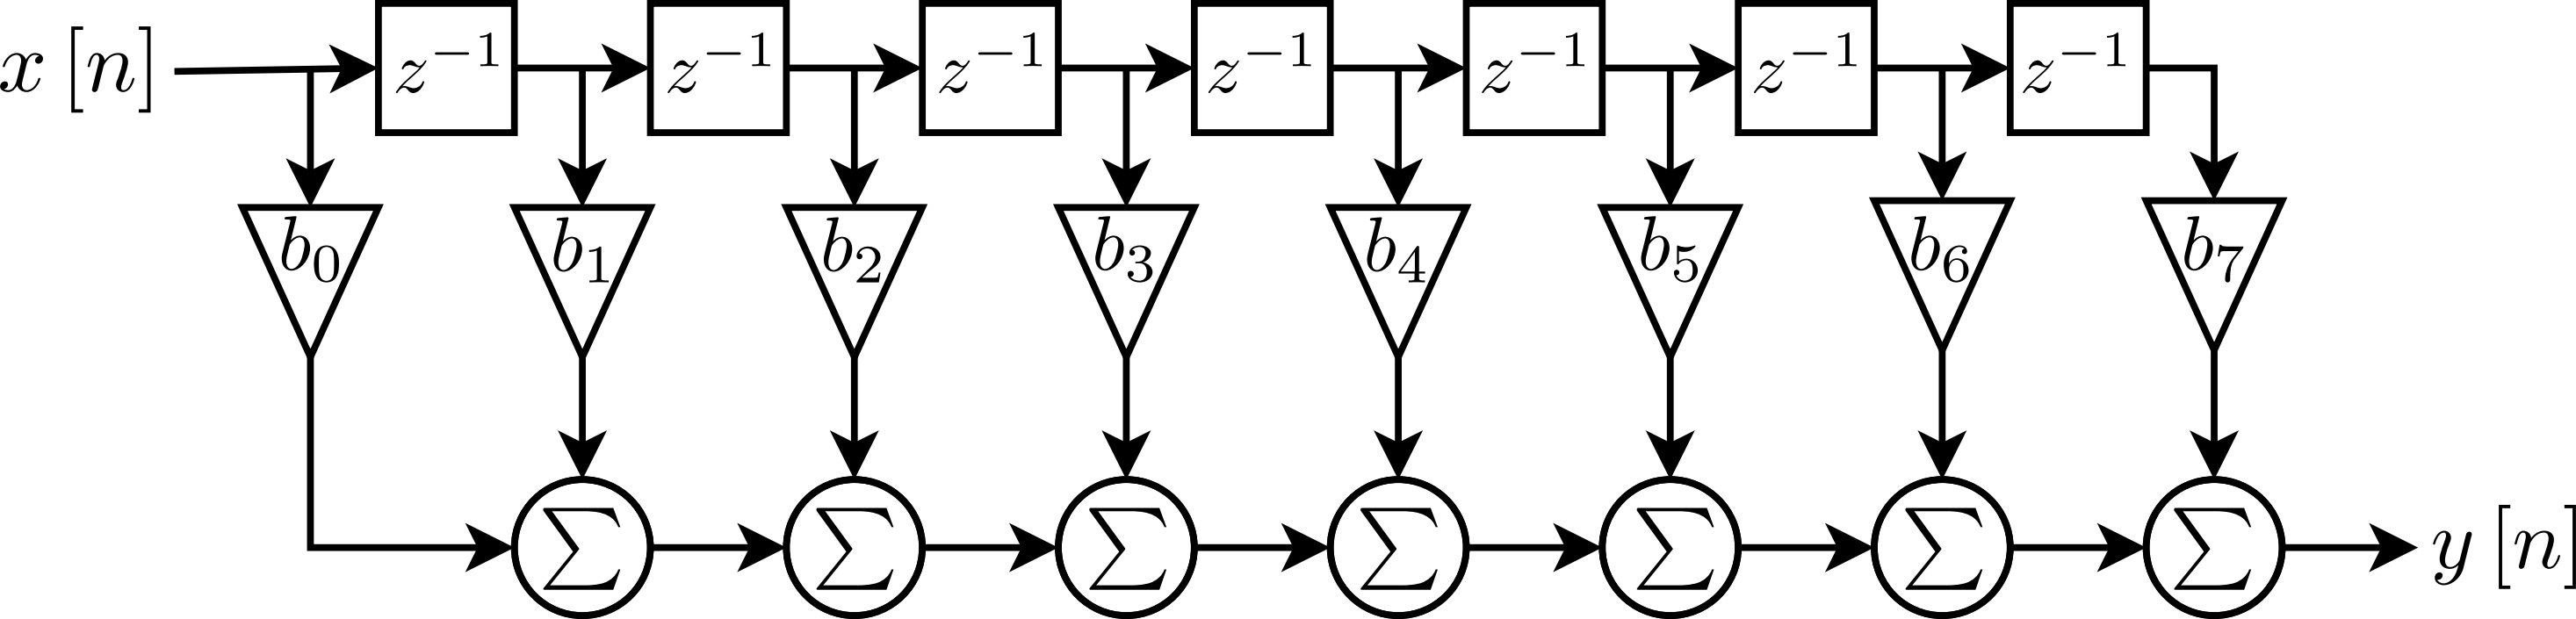 x [n] z⁻¹ z⁻¹ z⁻¹ z⁻¹ z⁻¹ z⁻¹ z⁻¹
b₀ b₁ b₂ b₃ b₄ b₅ b₆ b₇
∑ ∑ ∑ ∑ ∑ ∑ ∑ y [n]